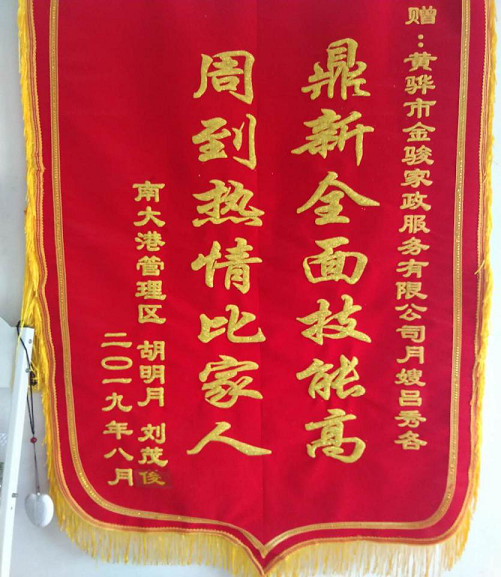 赠：黄骅市金骏家政服务有限公司月嫂吕秀各
鼎新全面技能高
周到热情比家人
南大港管理区 胡明月 刘茂俊
二〇一九年八月